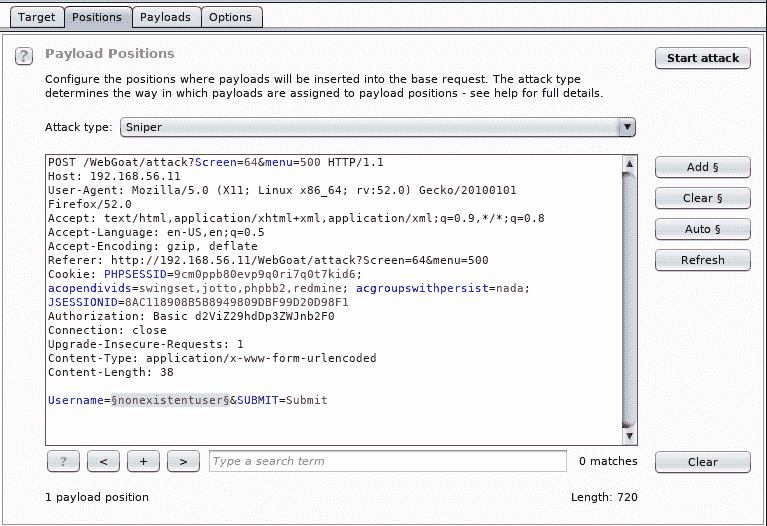 Target Positions Payloads Options
? Payload Positions
Start attack
Configure the positions where payloads will be inserted into the base request. The attack type
determines the way in which payloads are assigned to payload positions - see help for full details.
Attack type: Sniper
POST /WebGoat/attack?Screen=64&menu=500 HTTP/1.1
Host: 192.168.56.11
User-Agent: Mozilla/5.0 (X11; Linux x86_64; rv:52.0) Gecko/20100101
Firefox/52.0
Accept: text/html,application/xhtml+xml,application/xml;q=0.9,*/*;q=0.8
Accept-Language: en-US,en;q=0.5
Accept-Encoding: gzip, deflate
Referer: http://192.168.56.11/WebGoat/attack?Screen=64&menu=500
Cookie: PHPSESSID=9cm0ppb80evp9q0ri7q0t7kid6;
acopendivids=swingset,jotto,phpbb2,redmine; acgroupswithpersist=nada;
JSESSIONID=8AC118908B5B8949809DBF99D20D98F1
Authorization: Basic d2ViZ29hdDp3ZWJnb2F0
Connection: close
Upgrade-Insecure-Requests: 1
Content-Type: application/x-www-form-urlencoded
Content-Length: 38
Username=§nonexistentuser§&SUBMIT=Submit
Add §
Clear §
Auto §
Refresh
? < + > Type a search term 0 matches Clear
1 payload position Length: 720